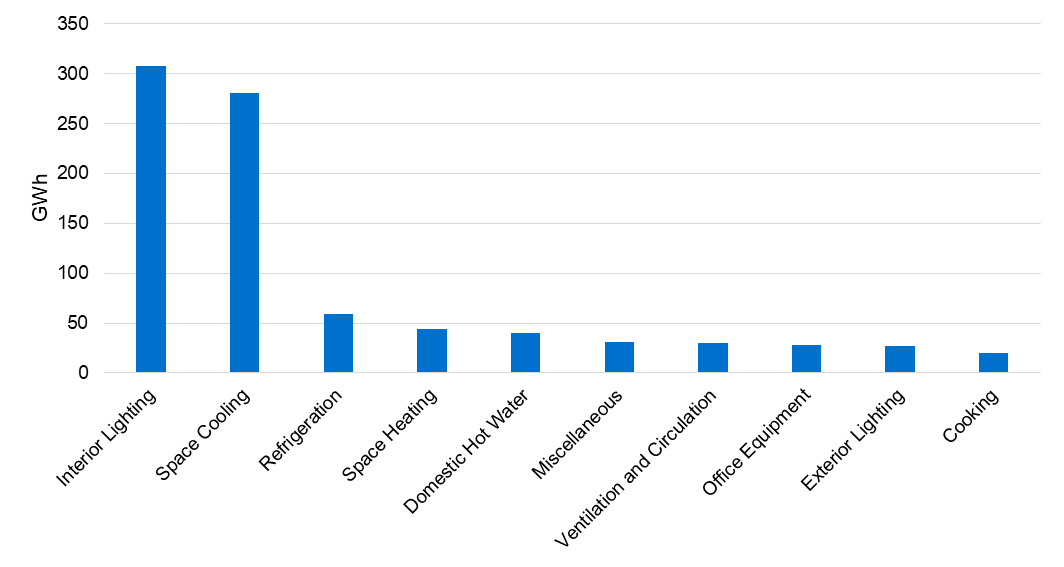 350
300
250
200
150
100
50
0
GWh
Interior Lighting
Space Cooling
Refrigeration
Space Heating
Domestic Hot Water
Miscellaneous
Ventilation and Circulation
Office Equipment
Exterior Lighting
Cooking